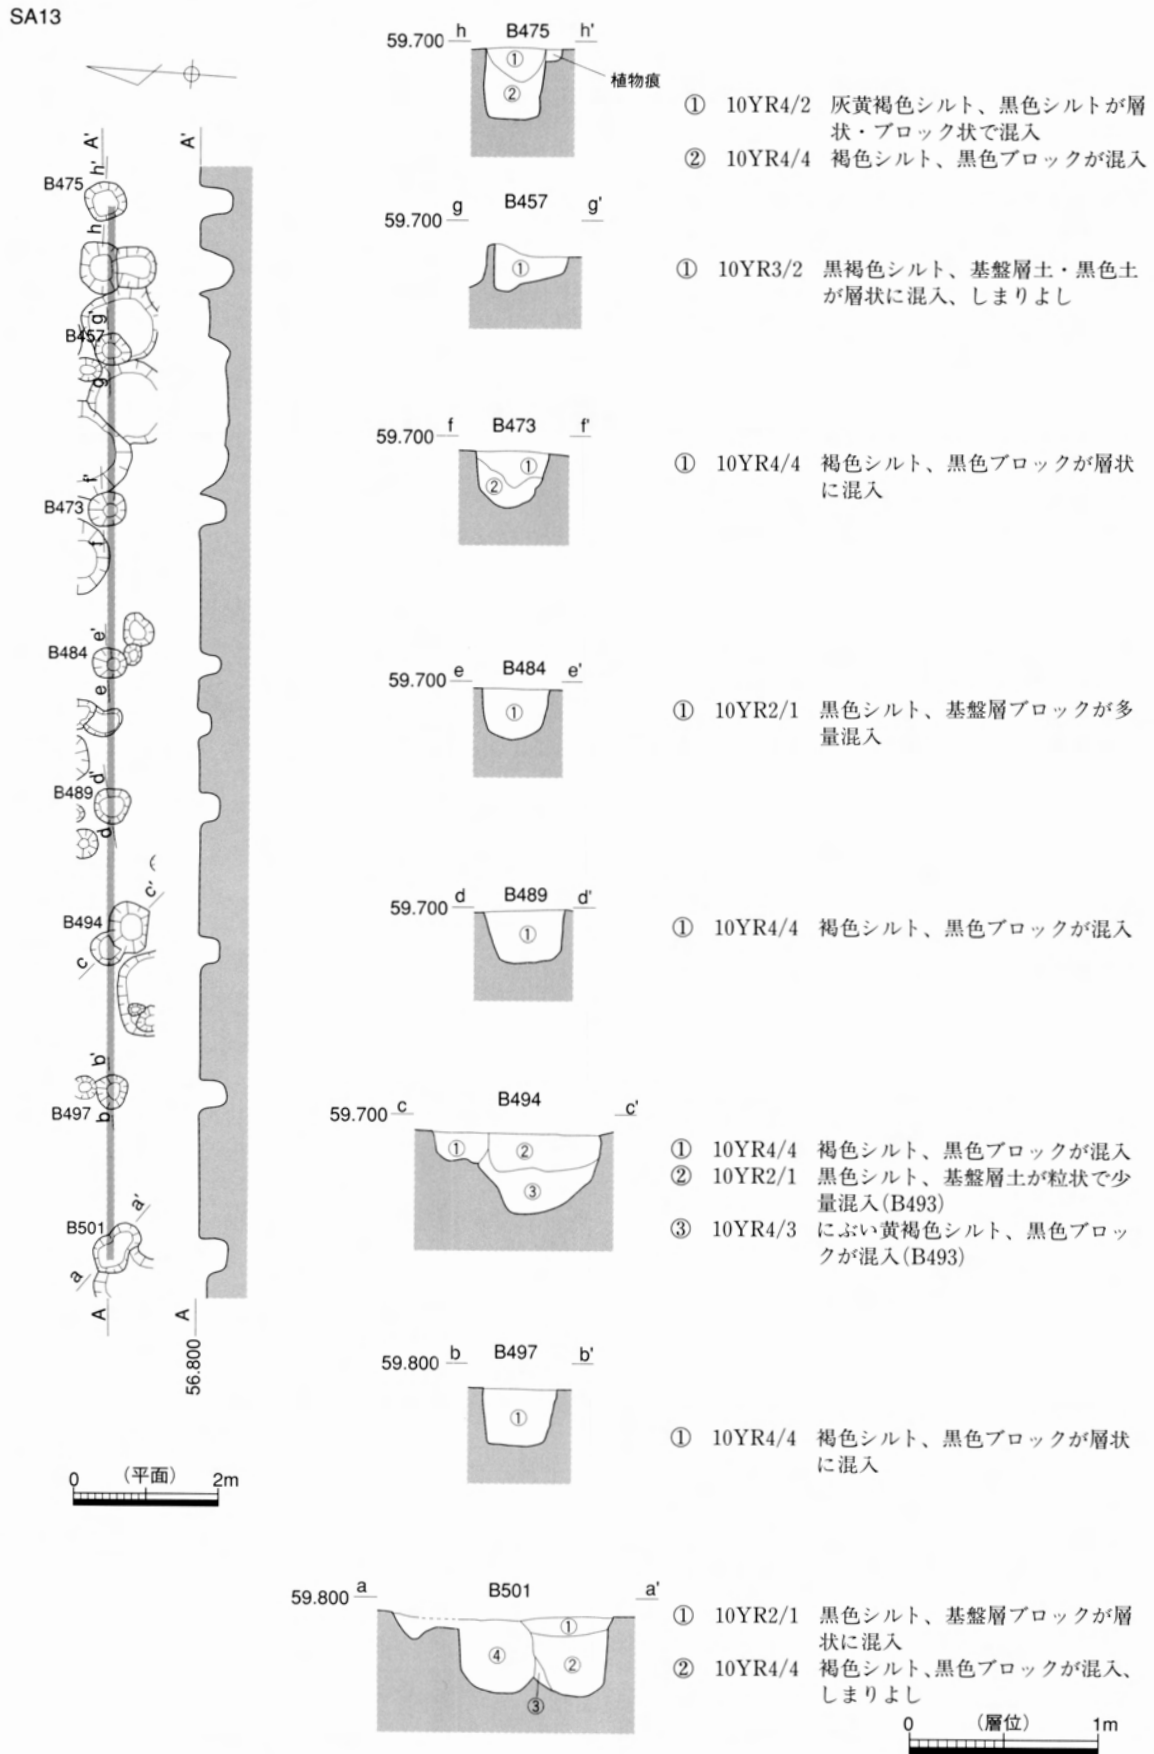 SA13
A'
A'
h'
B475
h
g'
B457
g
f'
B473
f
e'
B484
e
d'
B489
d
c'
B494
c
b'
B497
b
a'
B501
a
A
A
56.800
0 (平面) 2m
59.700 h B475 h'
①
②
植物痕
① 10YR4/2 灰黄褐色シルト、黒色シルトが層
状・ブロック状で混入
② 10YR4/4 褐色シルト、黒色ブロックが混入
59.700 g B457 g'
①
① 10YR3/2 黒褐色シルト、基盤層土・黒色土
が層状に混入、しまりよし
59.700 f B473 f'
①
②
① 10YR4/4 褐色シルト、黒色ブロックが層状
に混入
59.700 e B484 e'
①
① 10YR2/1 黒色シルト、基盤層ブロックが多
量混入
59.700 d B489 d'
①
① 10YR4/4 褐色シルト、黒色ブロックが混入
59.700 c B494 c'
① ②
③
① 10YR4/4 褐色シルト、黒色ブロックが混入
② 10YR2/1 黒色シルト、基盤層土が粒状で少
量混入(B493)
③ 10YR4/3 にぶい黄褐色シルト、黒色ブロッ
クが混入(B493)
59.800 b B497 b'
①
① 10YR4/4 褐色シルト、黒色ブロックが層状
に混入
59.800 a B501 a'
①
④ ②
③
① 10YR2/1 黒色シルト、基盤層ブロックが層
状に混入
② 10YR4/4 褐色シルト、黒色ブロックが混入、
しまりよし
0 (層位) 1m